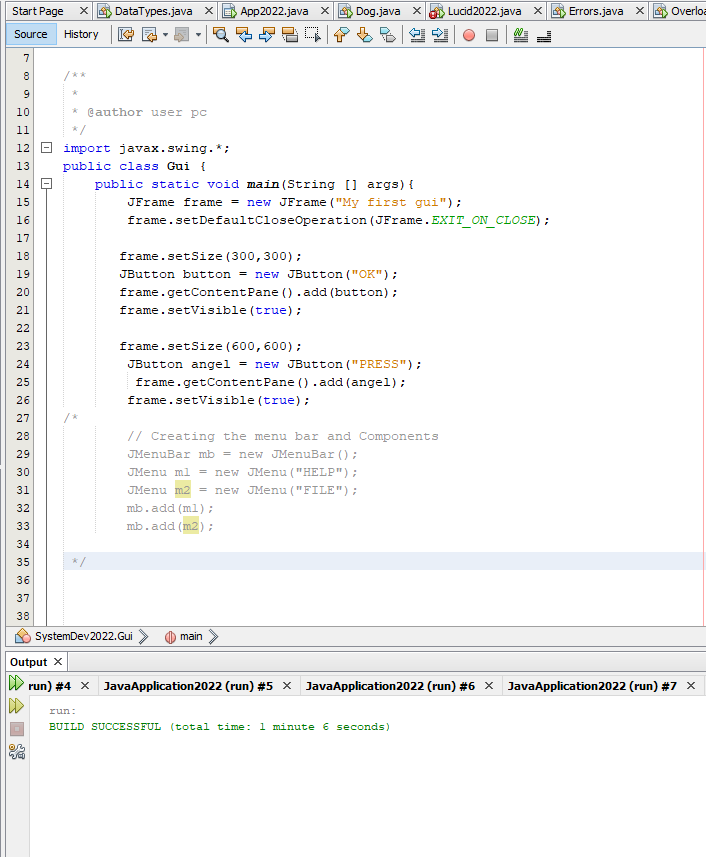 Start Page DataTypes.java App2022.java Dog.java Lucid2022.java Errors.java Overloa
Source History
7
8 /**
9 *
10 * @author user pc
11 */
12 import javax.swing.*;
13 public class Gui {
14 public static void main(String [] args){
15 JFrame frame = new JFrame("My first gui");
16 frame.setDefaultCloseOperation(JFrame.EXIT_ON_CLOSE);
17
18 frame.setSize(300,300);
19 JButton button = new JButton("OK");
20 frame.getContentPane().add(button);
21 frame.setVisible(true);
22
23 frame.setSize(600,600);
24 JButton angel = new JButton("PRESS");
25 frame.getContentPane().add(angel);
26 frame.setVisible(true);
27 /*
28 // Creating the menu bar and Components
29 JMenuBar mb = new JMenuBar();
30 JMenu m1 = new JMenu("HELP");
31 JMenu m2 = new JMenu("FILE");
32 mb.add(m1);
33 mb.add(m2);
34
35 */
36
37
38
SystemDev2022.Gui main
Output
run) #4 JavaApplication2022 (run) #5 JavaApplication2022 (run) #6 JavaApplication2022 (run) #7
run:
BUILD SUCCESSFUL (total time: 1 minute 6 seconds)